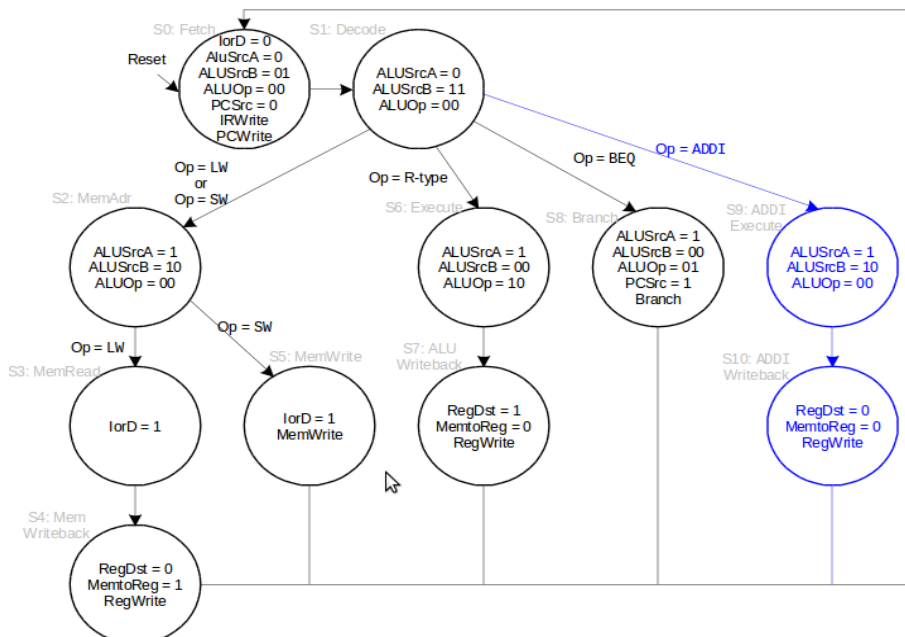 S0: Fetch
IorD = 0
AluSrcA = 0
ALUSrcB = 01
ALUOp = 00
PCSrc = 0
IRWrite
PCWrite
Reset
S1: Decode
ALUSrcA = 0
ALUSrcB = 11
ALUOp = 00
Op = LW
or
Op = SW
Op = R-type
Op = BEQ
Op = ADDI
S2: MemAdr
ALUSrcA = 1
ALUSrcB = 10
ALUOp = 00
S6: Execute
ALUSrcA = 1
ALUSrcB = 00
ALUOp = 10
S8: Branch
ALUSrcA = 1
ALUSrcB = 00
ALUOp = 01
PCSrc = 1
Branch
S9: ADDI
Execute
ALUSrcA = 1
ALUSrcB = 10
ALUOp = 00
Op = LW
Op = SW
S3: MemRead
IorD = 1
S5: MemWrite
IorD = 1
MemWrite
S7: ALU
Writeback
RegDst = 1
MemtoReg = 0
RegWrite
S10: ADDI
Writeback
RegDst = 0
MemtoReg = 0
RegWrite
S4: Mem
Writeback
RegDst = 0
MemtoReg = 1
RegWrite